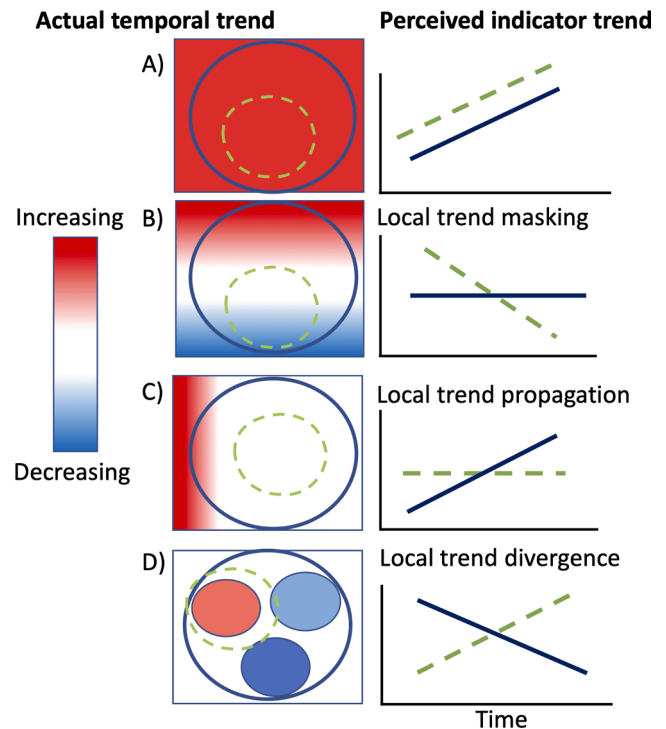 Actual temporal trend
Perceived indicator trend
A)
Increasing
Decreasing
B)
Local trend masking
C)
Local trend propagation
D)
Local trend divergence
Time